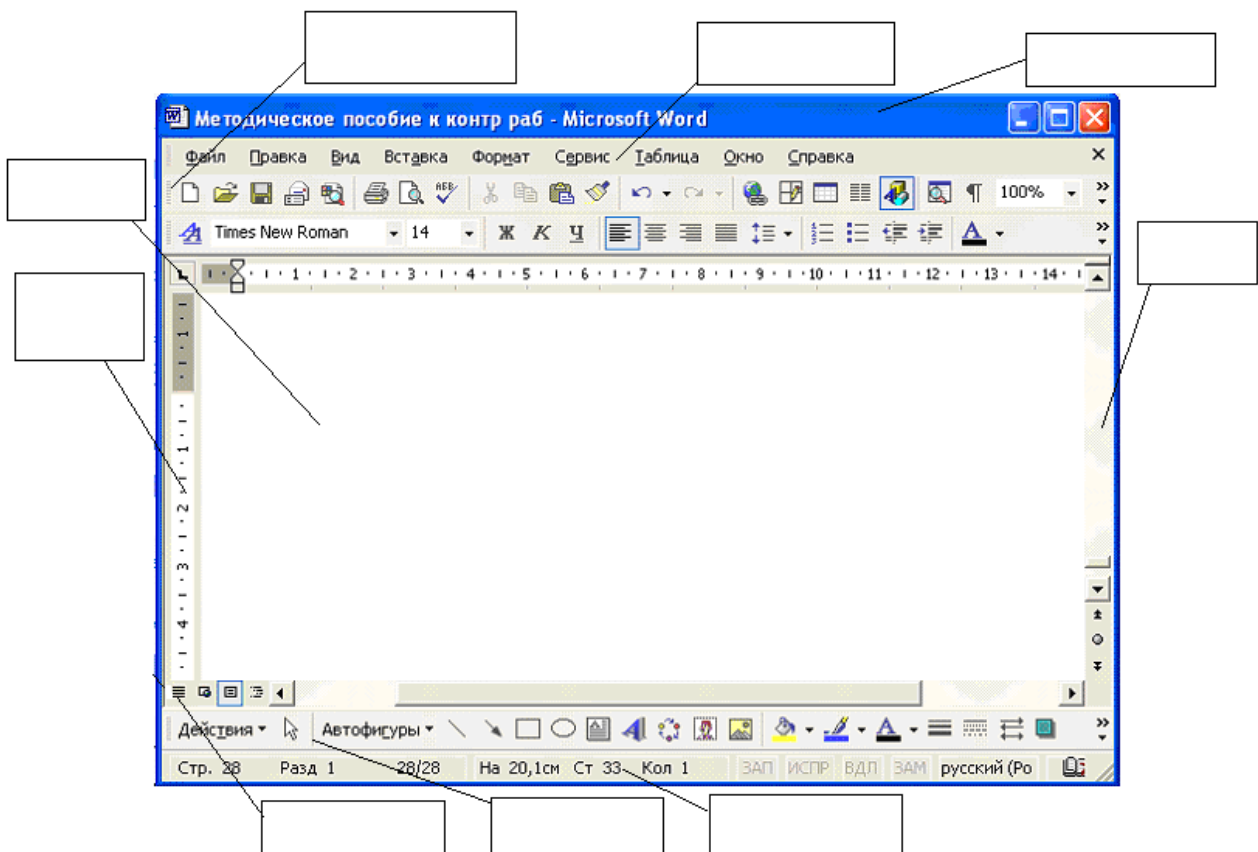 Методическое пособие к контр раб - Microsoft Word
Файл Правка Вид Вставка Формат Сервис Таблица Окно Справка
100%
Times New Roman 14 Ж К Ч
1 1 2 3 4 5 6 7 8 9 10 11 12 13 14
1
1
2
3
4
Действия Автофигуры
Стр. 28 Разд 1 28/28 На 20,1см Ст 33 Кол 1 ЗАП ИСПР ВДЛ ЗАМ русский (Ро